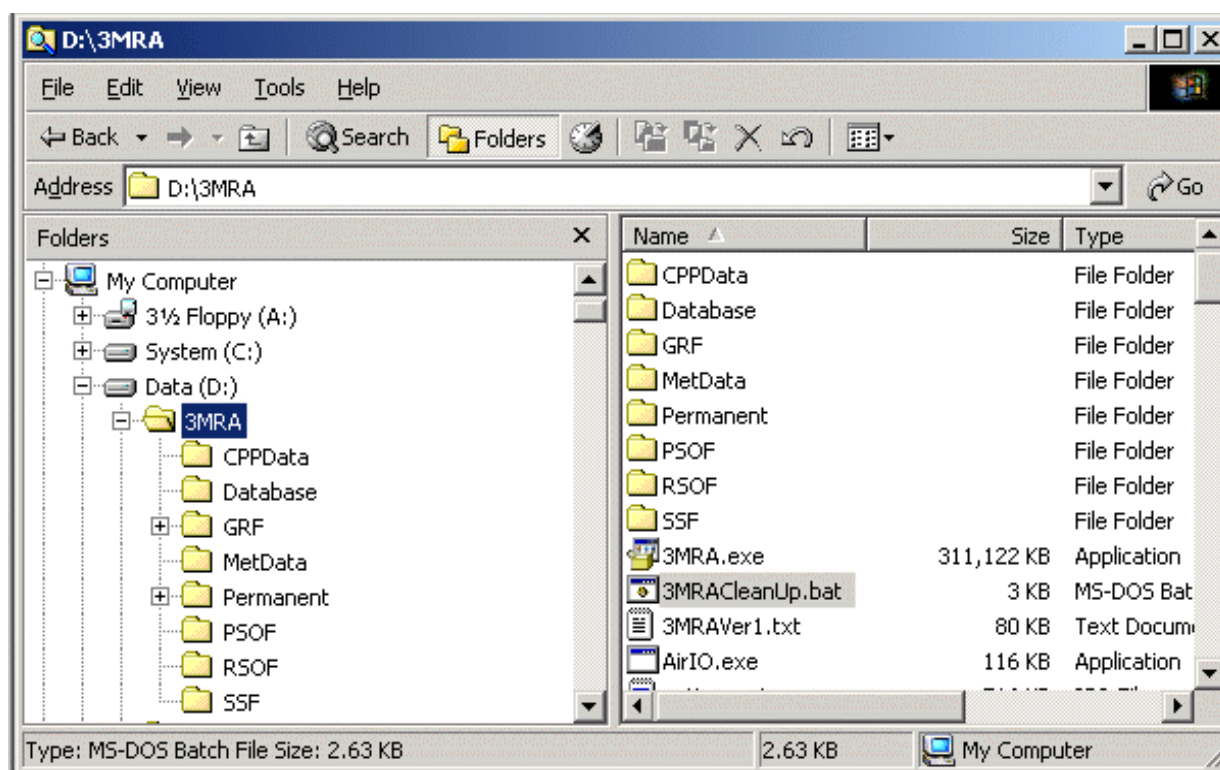 D:\3MRA
File Edit View Tools Help
Back Search Folders
Address D:\3MRA Go
Folders
My Computer
3½ Floppy (A:)
System (C:)
Data (D:)
3MRA
CPPData
Database
GRF
MetData
Permanent
PSOF
RSOF
SSF
Name Size Type
CPPData File Folder
Database File Folder
GRF File Folder
MetData File Folder
Permanent File Folder
PSOF File Folder
RSOF File Folder
SSF File Folder
3MRA.exe 311,122 KB Application
3MRACleanUp.bat 3 KB MS-DOS Bat
3MRAVer1.txt 80 KB Text Docum
AirIO.exe 116 KB Application
Type: MS-DOS Batch File Size: 2.63 KB 2.63 KB My Computer